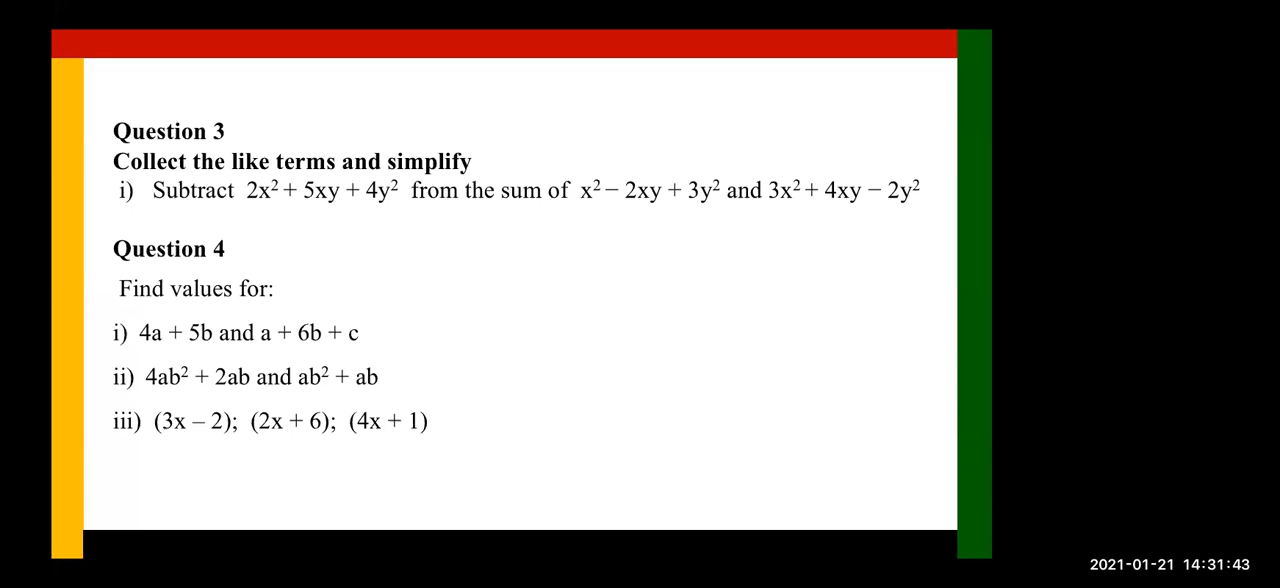 Question 3
Collect the like terms and simplify
i) Subtract 2x² + 5xy + 4y² from the sum of x² – 2xy + 3y² and 3x² + 4xy – 2y²
Question 4
Find values for:
i) 4a + 5b and a + 6b + c
ii) 4ab² + 2ab and ab² + ab
iii) (3x – 2); (2x + 6); (4x + 1)
2021-01-21 14:31:43